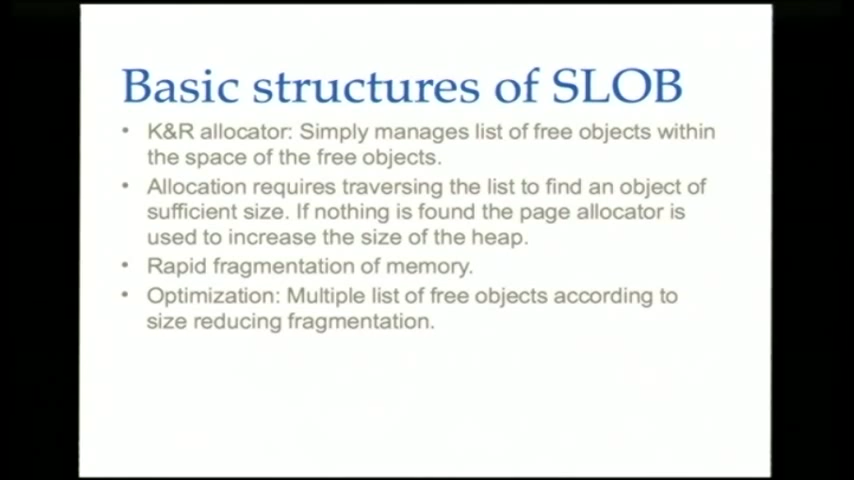 Basic structures of SLOB
• K&R allocator: Simply manages list of free objects within
the space of the free objects.
• Allocation requires traversing the list to find an object of
sufficient size. If nothing is found the page allocator is
used to increase the size of the heap.
• Rapid fragmentation of memory.
• Optimization: Multiple list of free objects according to
size reducing fragmentation.